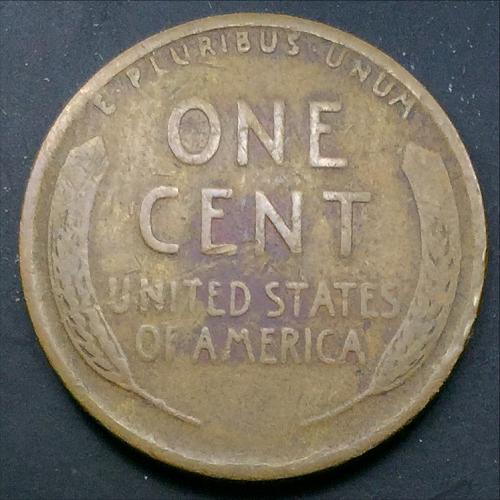 E · PLURIBUS · UNUM
ONE
CENT
UNITED STATES
OF AMERICA